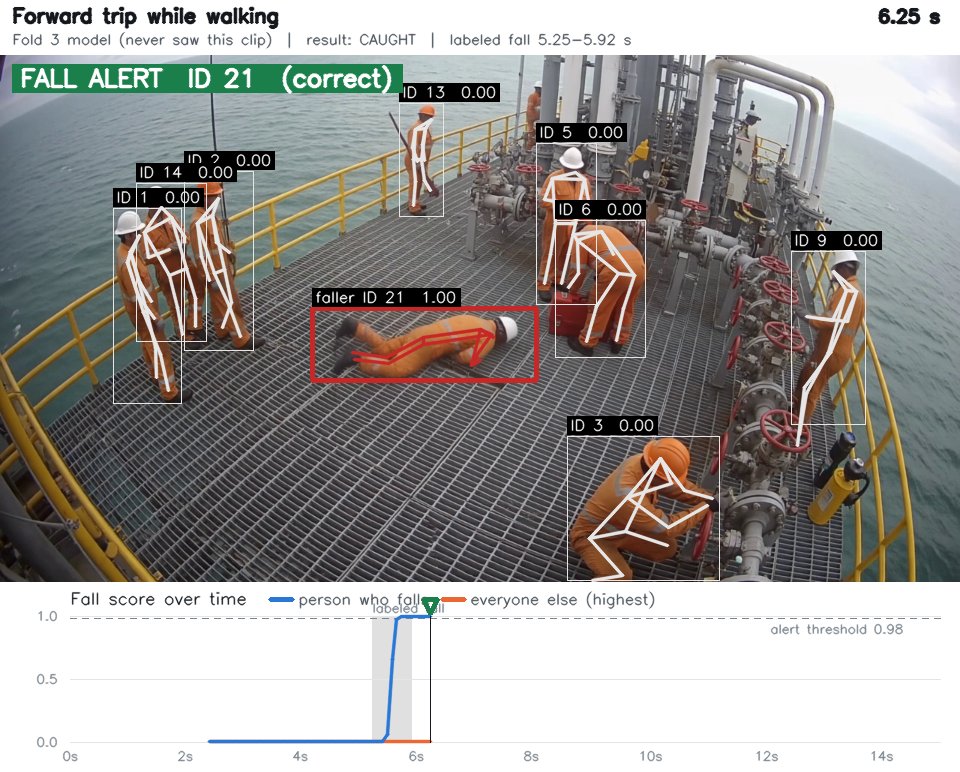 Forward trip while walking
6.25 s
Fold 3 model (never saw this clip) | result: CAUGHT | labeled fall 5.25–5.92 s
FALL ALERT ID 21 (correct)
ID 13 0.00
ID 5 0.00
ID 2 0.00
ID 14 0.00
ID 1 0.00
ID 6 0.00
ID 9 0.00
faller ID 21 1.00
ID 3 0.00
Fall score over time
person who falls
everyone else (highest)
labeled fall
1.0
alert threshold 0.98
0.5
0.0
0s 2s 4s 6s 8s 10s 12s 14s